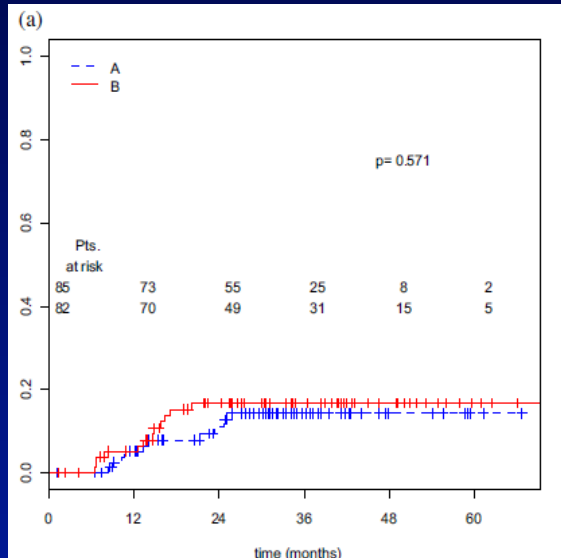 (a)
1.0
0.8
0.6
0.4
0.2
0.0
A
B
p= 0.571
Pts.
at risk
85 73 55 25 8 2
82 70 49 31 15 5
0 12 24 36 48 60
time (months)